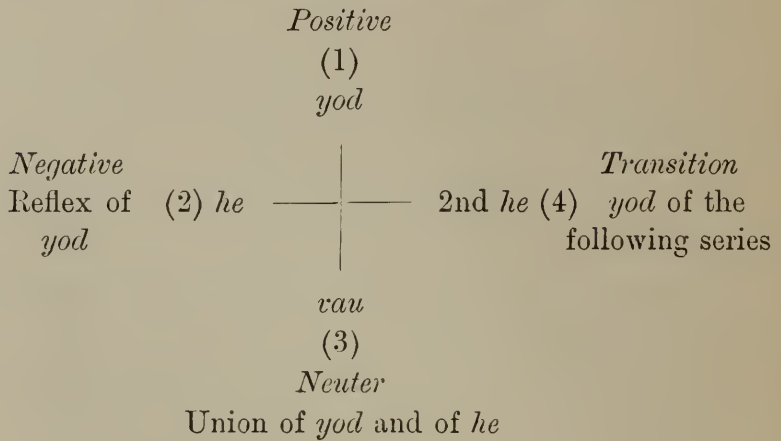 Positive
(1)
yod
Negative
Reflex of (2) he
yod
2nd he (4)
Transition
yod of the
following series
vau
(3)
Neuter
Union of yod and of he